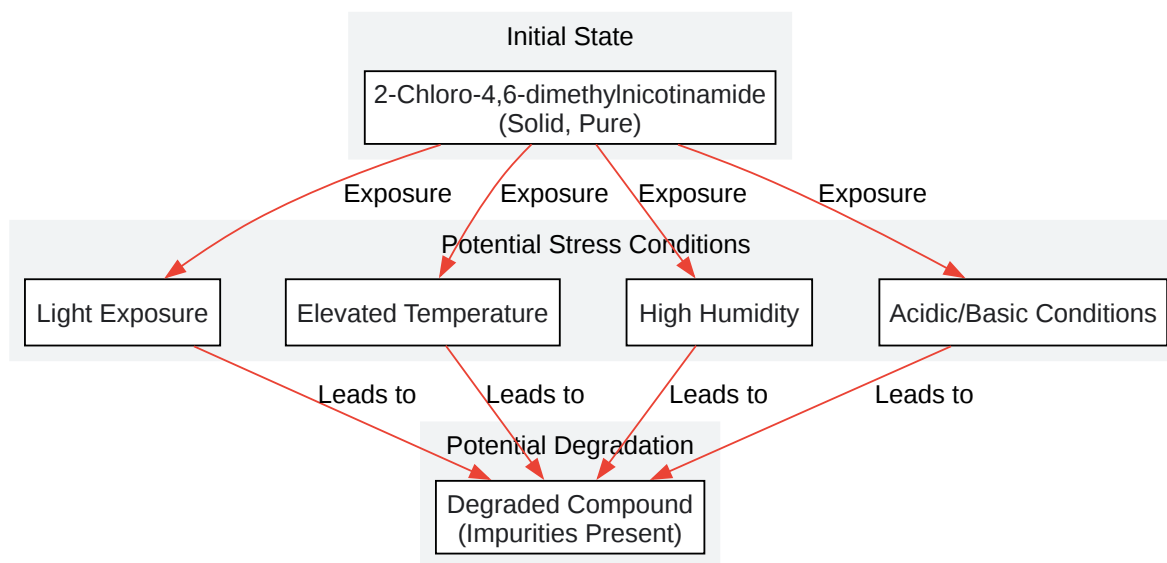 Initial State
2-Chloro-4,6-dimethylnicotinamide
(Solid, Pure)
Exposure
Exposure
Exposure
Exposure
Potential Stress Conditions
Light Exposure
Elevated Temperature
High Humidity
Acidic/Basic Conditions
Leads to
Leads to
Leads to
Leads to
Potential Degradation
Degraded Compound
(Impurities Present)